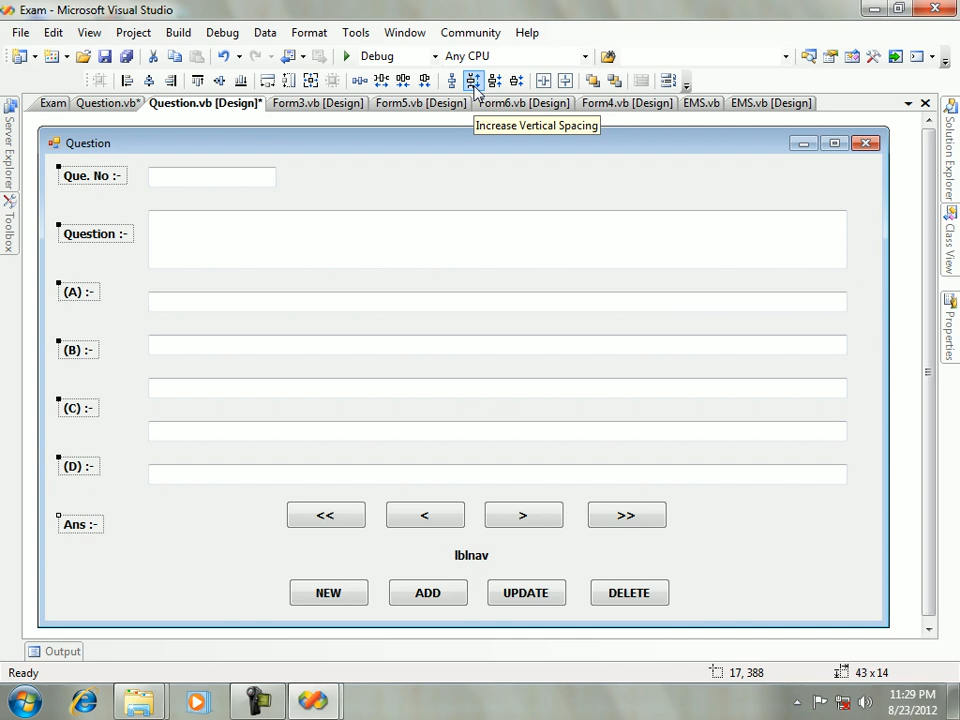 Exam - Microsoft Visual Studio
File Edit View Project Build Debug Data Format Tools Window Community Help
Debug Any CPU
Exam Question.vb* Question.vb [Design]* Form3.vb [Design] Form5.vb [Design] Form6.vb [Design] Form4.vb [Design] EMS.vb EMS.vb [Design]
Increase Vertical Spacing
Server Explorer
Toolbox
Solution Explorer
Class View
Properties
Question
Que. No :-
Question :-
(A) :-
(B) :-
(C) :-
(D) :-
Ans :-
<< < > >>
lblnav
NEW ADD UPDATE DELETE
Output
Ready 17, 388 43 x 14
11:29 PM
8/23/2012